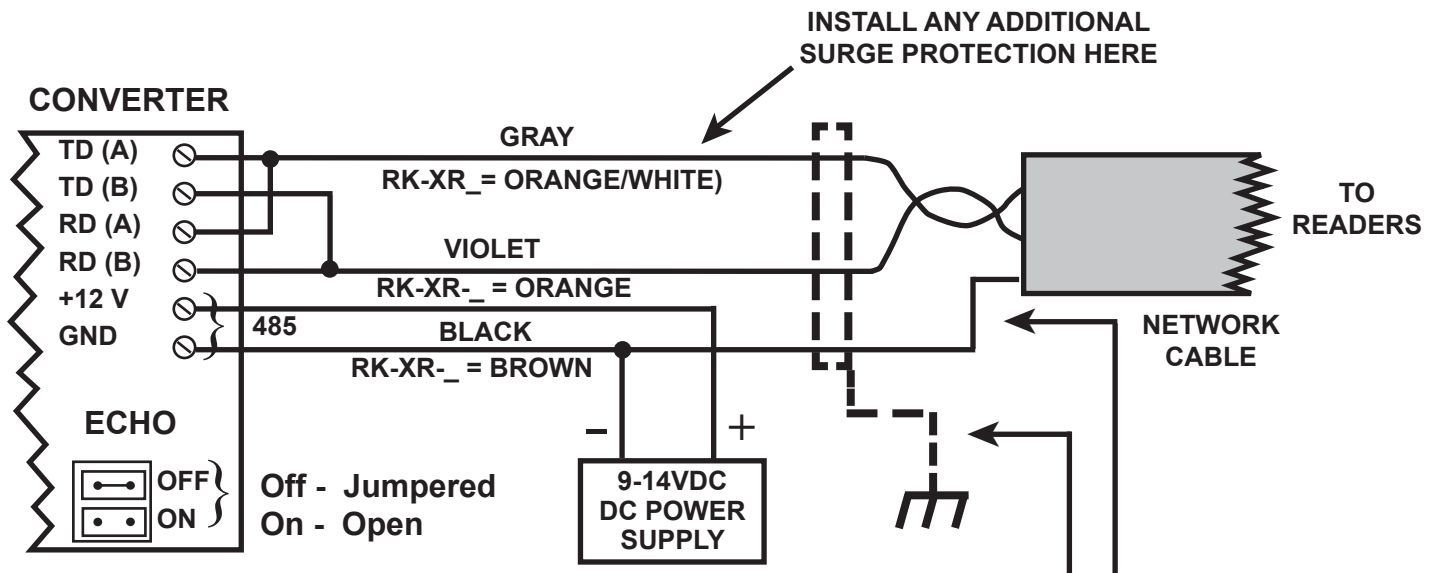 INSTALL ANY ADDITIONAL
SURGE PROTECTION HERE
CONVERTER
TD (A)
TD (B)
RD (A)
RD (B)
+12 V
GND
485
GRAY
RK-XR_= ORANGE/WHITE)
VIOLET
RK-XR-_ = ORANGE
BLACK
RK-XR-_ = BROWN
TO
READERS
NETWORK
CABLE
ECHO
OFF
ON
Off - Jumpered
On - Open
– +
9-14VDC
DC POWER
SUPPLY